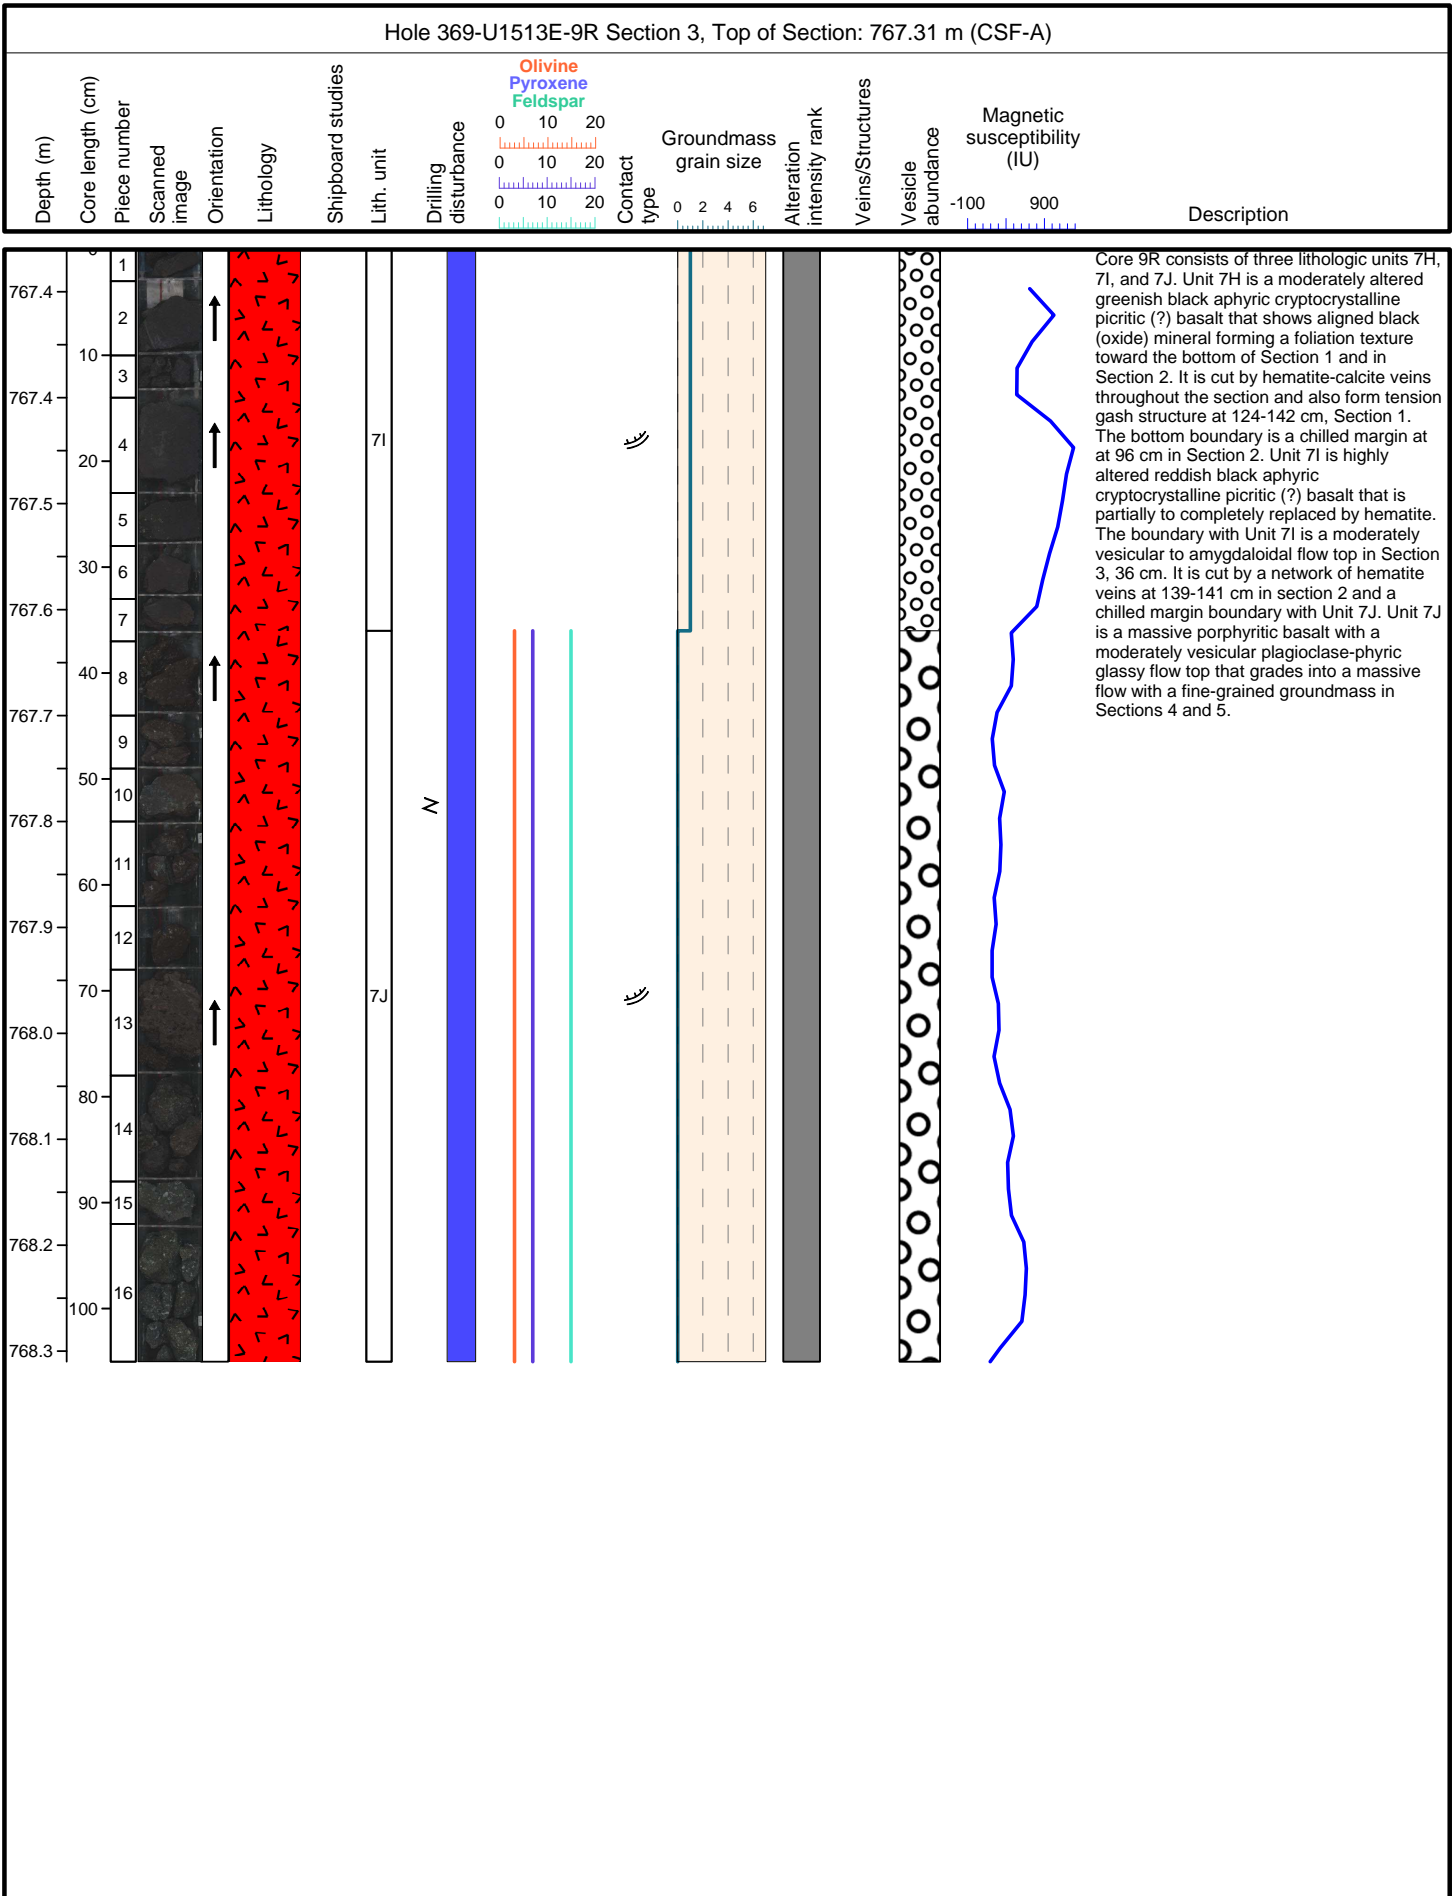 Hole 369-U1513E-9R Section 3, Top of Section: 767.31 m (CSF-A)
Depth (m)
Core length (cm)
Piece number
Scanned image
Orientation
Lithology
Shipboard studies
Lith. unit
Drilling disturbance
Olivine
Pyroxene
Feldspar
0 10 20
0 10 20
0 10 20
Contact type
Groundmass
grain size
0 2 4 6
Alteration intensity rank
Veins/Structures
Vesicle abundance
Magnetic
susceptibility
(IU)
-100 900
Description
767.4
767.4
767.5
767.6
767.7
767.8
767.9
768.0
768.1
768.2
768.3
0
10
20
30
40
50
60
70
80
90
100
1
2
3
4
5
6
7
8
9
10
11
12
13
14
15
16
7I
7J
Core 9R consists of three lithologic units 7H,
7I, and 7J. Unit 7H is a moderately altered
greenish black aphyric cryptocrystalline
picritic (?) basalt that shows aligned black
(oxide) mineral forming a foliation texture
toward the bottom of Section 1 and in
Section 2. It is cut by hematite-calcite veins
throughout the section and also form tension
gash structure at 124-142 cm, Section 1.
The bottom boundary is a chilled margin at
at 96 cm in Section 2. Unit 7I is highly
altered reddish black aphyric
cryptocrystalline picritic (?) basalt that is
partially to completely replaced by hematite.
The boundary with Unit 7I is a moderately
vesicular to amygdaloidal flow top in Section
3, 36 cm. It is cut by a network of hematite
veins at 139-141 cm in section 2 and a
chilled margin boundary with Unit 7J. Unit 7J
is a massive porphyritic basalt with a
moderately vesicular plagioclase-phyric
glassy flow top that grades into a massive
flow with a fine-grained groundmass in
Sections 4 and 5.